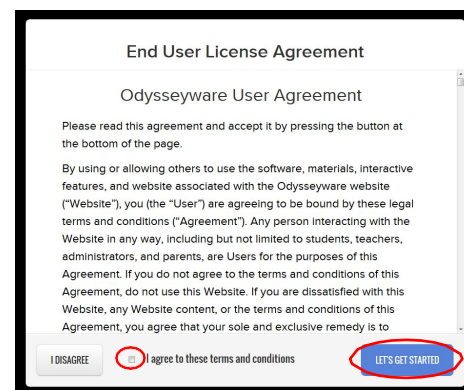 End User License Agreement
Odysseyware User Agreement
Please read this agreement and accept it by pressing the button at
the bottom of the page.
By using or allowing others to use the software, materials, interactive
features, and website associated with the Odysseyware website
(“Website”), you (the “User”) are agreeing to be bound by these legal
terms and conditions (“Agreement”). Any person interacting with the
Website in any way, including but not limited to students, teachers,
administrators, and parents, are Users for the purposes of this
Agreement. If you do not agree to the terms and conditions of this
Agreement, do not use this Website. If you are dissatisfied with this
Website, any Website content, or the terms and conditions of this
Agreement, you agree that your sole and exclusive remedy is to
I DISAGREE I agree to these terms and conditions LET'S GET STARTED